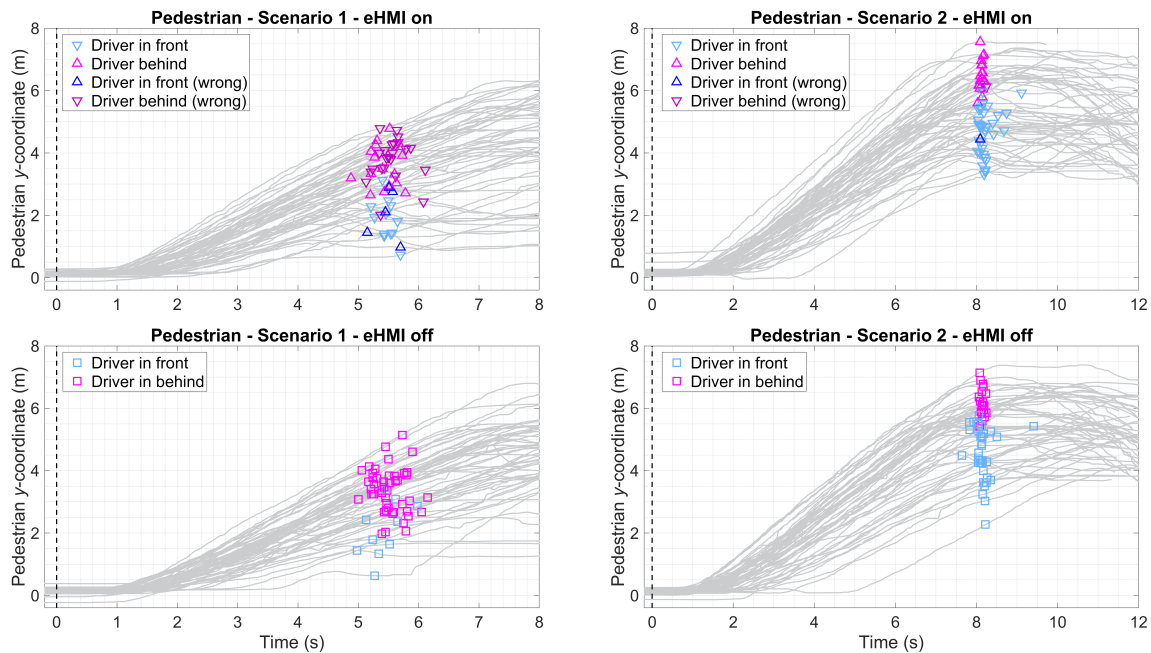 Pedestrian - Scenario 1 - eHMI on
Pedestrian y-coordinate (m)
8
6
4
2
0
Driver in front
Driver behind
Driver in front (wrong)
Driver behind (wrong)
0 1 2 3 4 5 6 7 8
Pedestrian - Scenario 2 - eHMI on
Pedestrian y-coordinate (m)
8
6
4
2
0
Driver in front
Driver behind
Driver in front (wrong)
Driver behind (wrong)
0 2 4 6 8 10 12
Pedestrian - Scenario 1 - eHMI off
Pedestrian y-coordinate (m)
8
6
4
2
0
Driver in front
Driver in behind
0 1 2 3 4 5 6 7 8
Time (s)
Pedestrian - Scenario 2 - eHMI off
Pedestrian y-coordinate (m)
8
6
4
2
0
Driver in front
Driver in behind
0 2 4 6 8 10 12
Time (s)